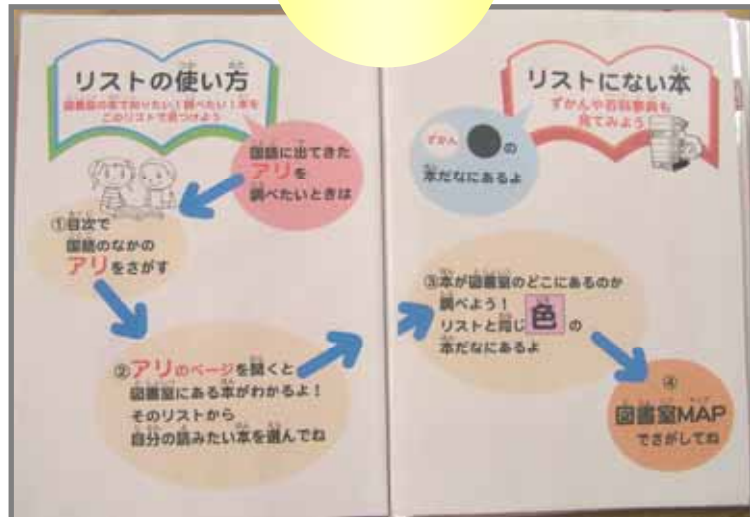 リストの使い方
図書室の本で知りたい！調べたい！本を
このリストで見つけよう
国語に出てきた
アリを
調べたいときは
①目次で
国語のなかの
アリをさがす
②アリのページを開くと
図書室にある本がわかるよ！
そのリストから
自分の読みたい本を選んでね
リストにない本
ずかんや百科事典も
見てみよう
ずかん ●の
本だなにあるよ
③本が図書室のどこにあるのか
調べよう！
リストと同じ 色 の
本だなにあるよ
④
図書室MAP
でさがしてね